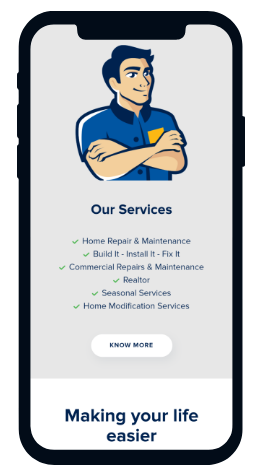 Our Services
Home Repair & Maintenance
Build It - Install It - Fix It
Commercial Repairs & Maintenance
Realtor
Seasonal Services
Home Modification Services
KNOW MORE
Making your life
easier